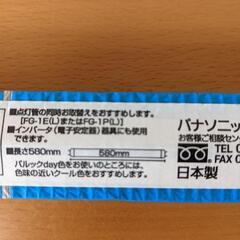 ■点灯管の同時お取替えをおすすめします。
[FG-1E(L)またはFG-1P(L)]
■インバータ(電子安定器)器具にも使用
できます。
■長さ580mm
580mm
パルックday色をお使いのところには、
色味の近いクール色をおすすめします。
パナソニッ
お客様ご相談セン
TEL 0
FAX 0
日本製